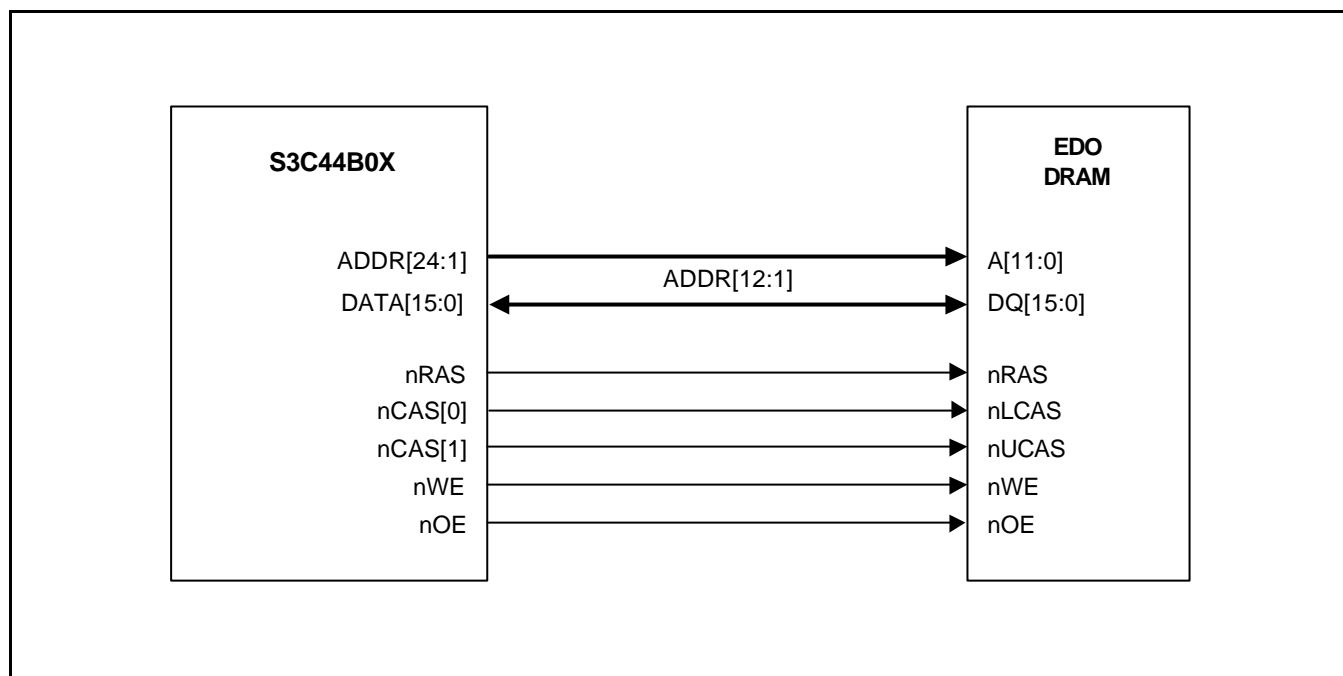 S3C44B0X
EDO
DRAM
ADDR[24:1]
A[11:0]
ADDR[12:1]
DATA[15:0]
DQ[15:0]
nRAS
nRAS
nCAS[0]
nLCAS
nCAS[1]
nUCAS
nWE
nWE
nOE
nOE